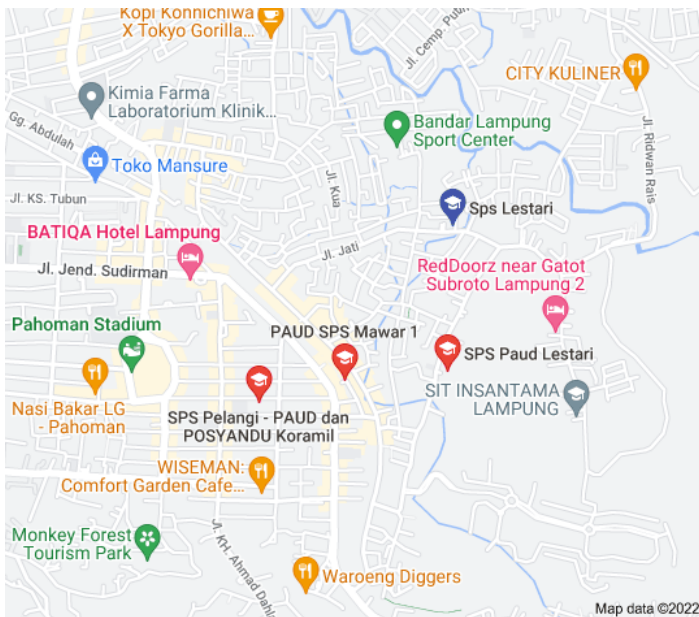 Kopi Konnichiwa
X Tokyo Gorilla...
Jl. Cemp. Putih
CITY KULINER
Kimia Farma
Laboratorium Klinik...
Gg. Abdulah
Bandar Lampung
Sport Center
Jl. Ridwan Rais
Toko Mansure
Jl. KS. Tubun
Jl. Kua
Sps Lestari
BATIQA Hotel Lampung
Jl. Jati
Jl. Jend. Sudirman
RedDoorz near Gatot
Subroto Lampung 2
Pahoman Stadium
PAUD SPS Mawar 1
SPS Paud Lestari
SIT INSANTAMA
LAMPUNG
Nasi Bakar LG
- Pahoman
SPS Pelangi - PAUD dan
POSYANDU Koramil
WISEMAN:
Comfort Garden Cafe...
Monkey Forest
Tourism Park
Jl. KH. Ahmad Dahl
Waroeng Diggers
Map data ©2022